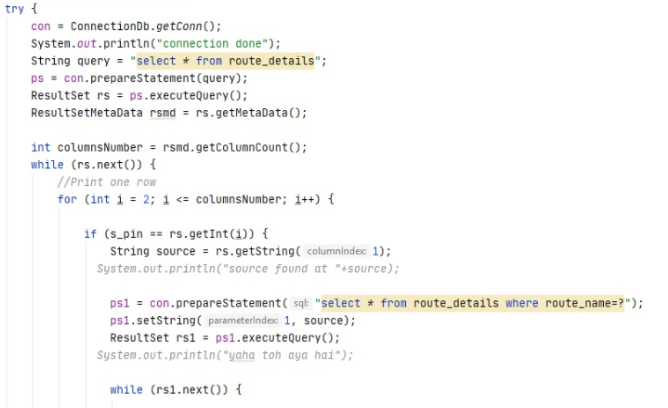 try {
con = ConnectionDb.getConn();
System.out.println("connection done");
String query = "select * from route_details";
ps = con.prepareStatement(query);
ResultSet rs = ps.executeQuery();
ResultSetMetaData rsmd = rs.getMetaData();
int columnsNumber = rsmd.getColumnCount();
while (rs.next()) {
//Print one row
for (int i = 2; i <= columnsNumber; i++) {
if (s_pin == rs.getInt(i)) {
String source = rs.getString( columnIndex: 1);
System.out.println("source found at "+source);
ps1 = con.prepareStatement( sql: "select * from route_details where route_name=?");
ps1.setString( parameterIndex: 1, source);
ResultSet rs1 = ps1.executeQuery();
System.out.println("yaha toh aya hai");
while (rs1.next()) {